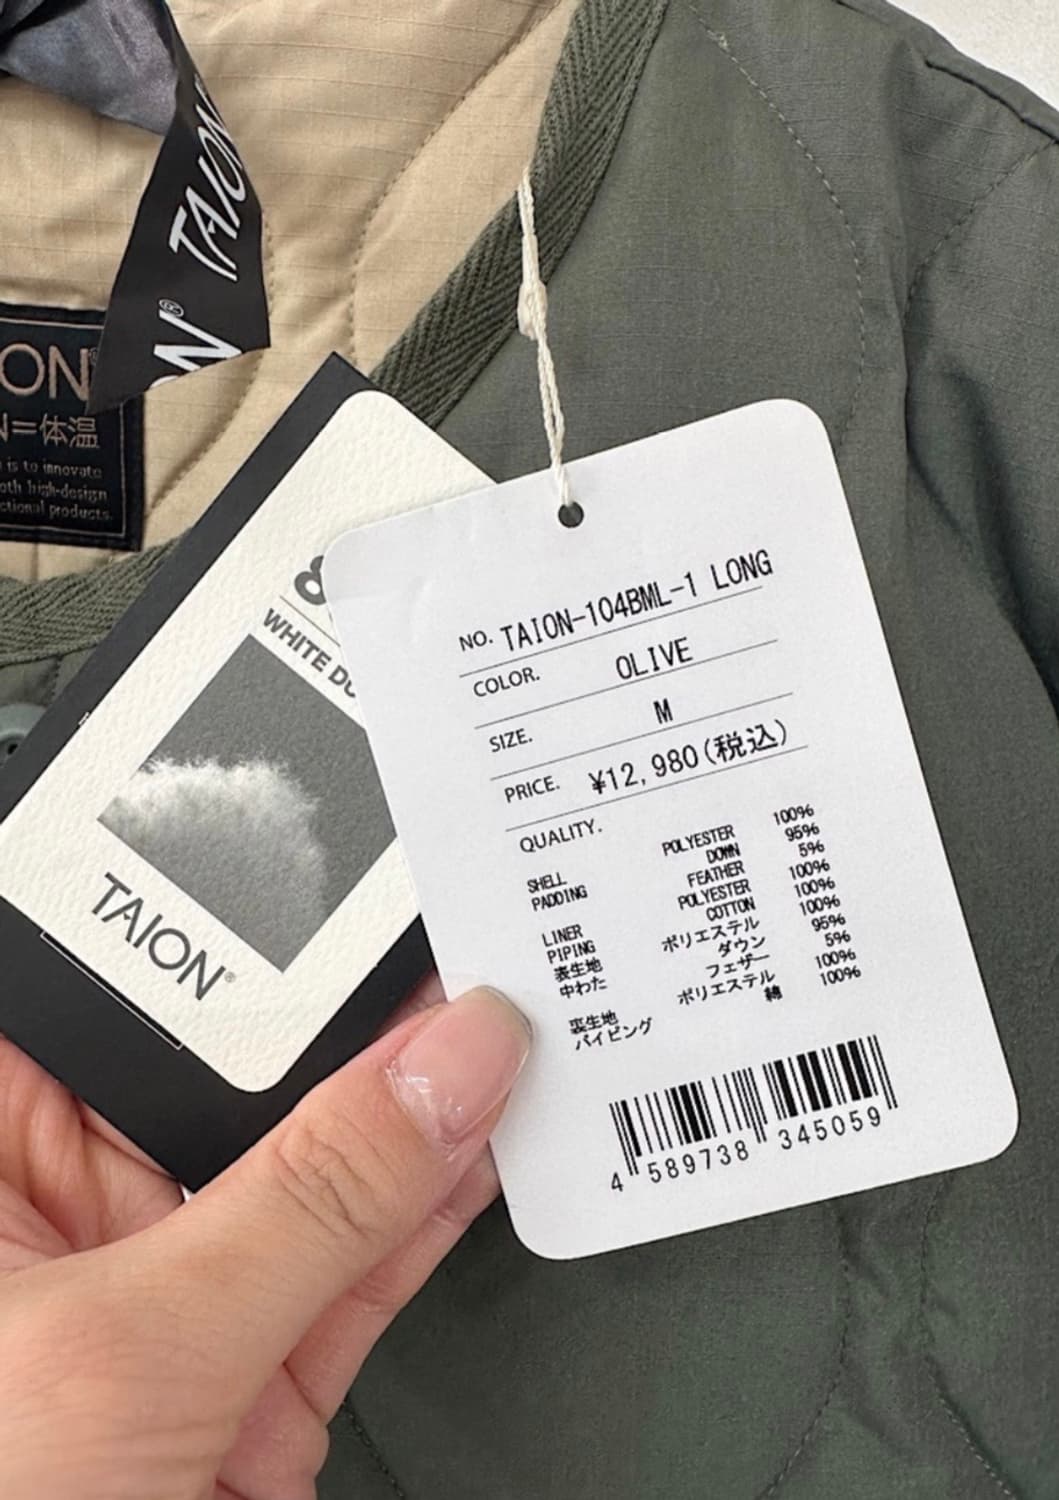 TAION
ON®
ON®
N=体温
is to innovate
oth high-design
ctional products.
8
WHITE DO
TAION®
NO. TAION-104BML-1 LONG
COLOR. OLIVE
SIZE. M
PRICE. ¥12,980(税込)
QUALITY.
SHELL POLYESTER 100%
PADDING DOWN 95%
FEATHER 5%
LINER POLYESTER 100%
PIPING COTTON 100%
表生地 ポリエステル 100%
中わた ダウン 95%
フェザー 5%
裏生地 ポリエステル 100%
パイピング 綿 100%
4 589738 345059